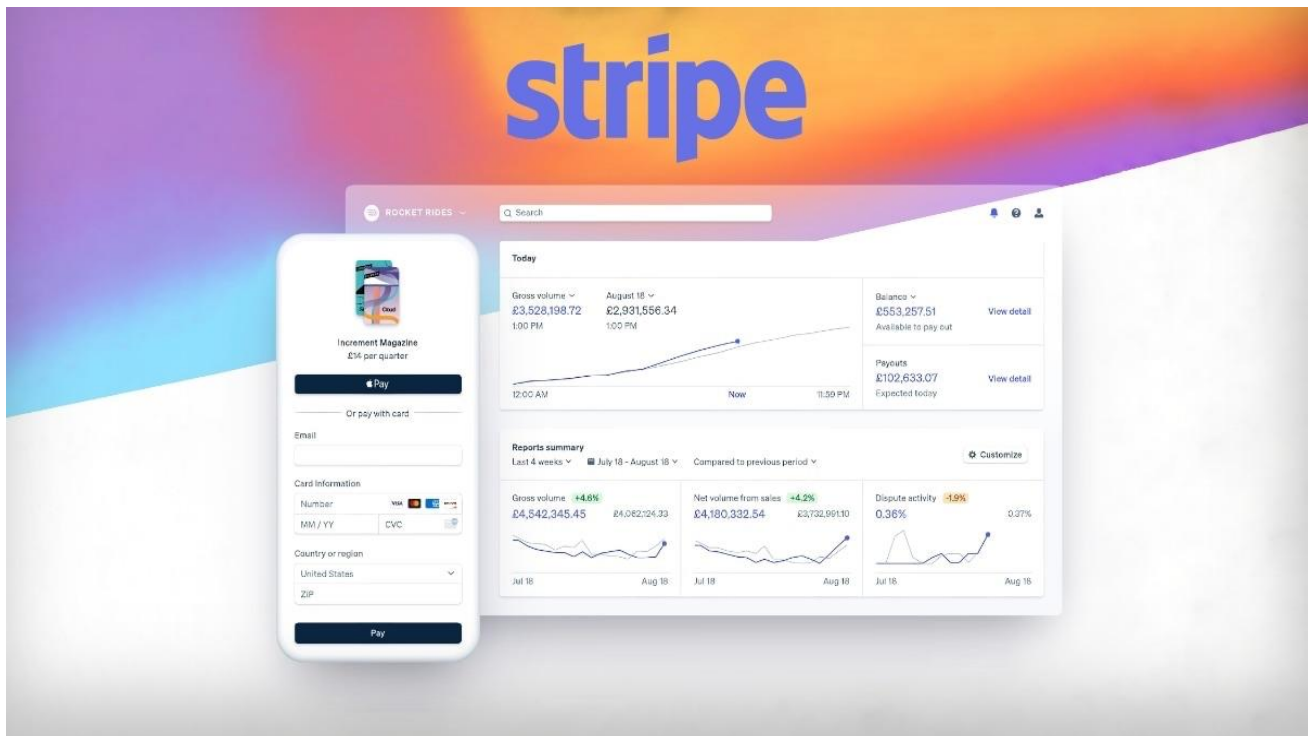 stripe
ROCKET RIDES
Search
Increment Magazine
£14 per quarter
Pay
Or pay with card
Email
Card Information
Number
VISA
MM / YY
CVC
Country or region
United States
ZIP
Pay
Today
Gross volume
£3,528,198.72
1:00 PM
August 18
£2,931,556.34
1:00 PM
12:00 AM
Now
11:59 PM
Balance
£553,257.51
View detail
Available to pay out
Payouts
£102,633.07
View detail
Expected today
Reports summary
Last 4 weeks
July 18 - August 18
Compared to previous period
Customize
Gross volume +4.6%
£4,542,345.45
£4,082,124.33
Jul 18
Aug 18
Net volume from sales +4.2%
£4,180,332.54
£3,732,991.10
Jul 18
Aug 18
Dispute activity -1.9%
0.36%
0.37%
Jul 18
Aug 18